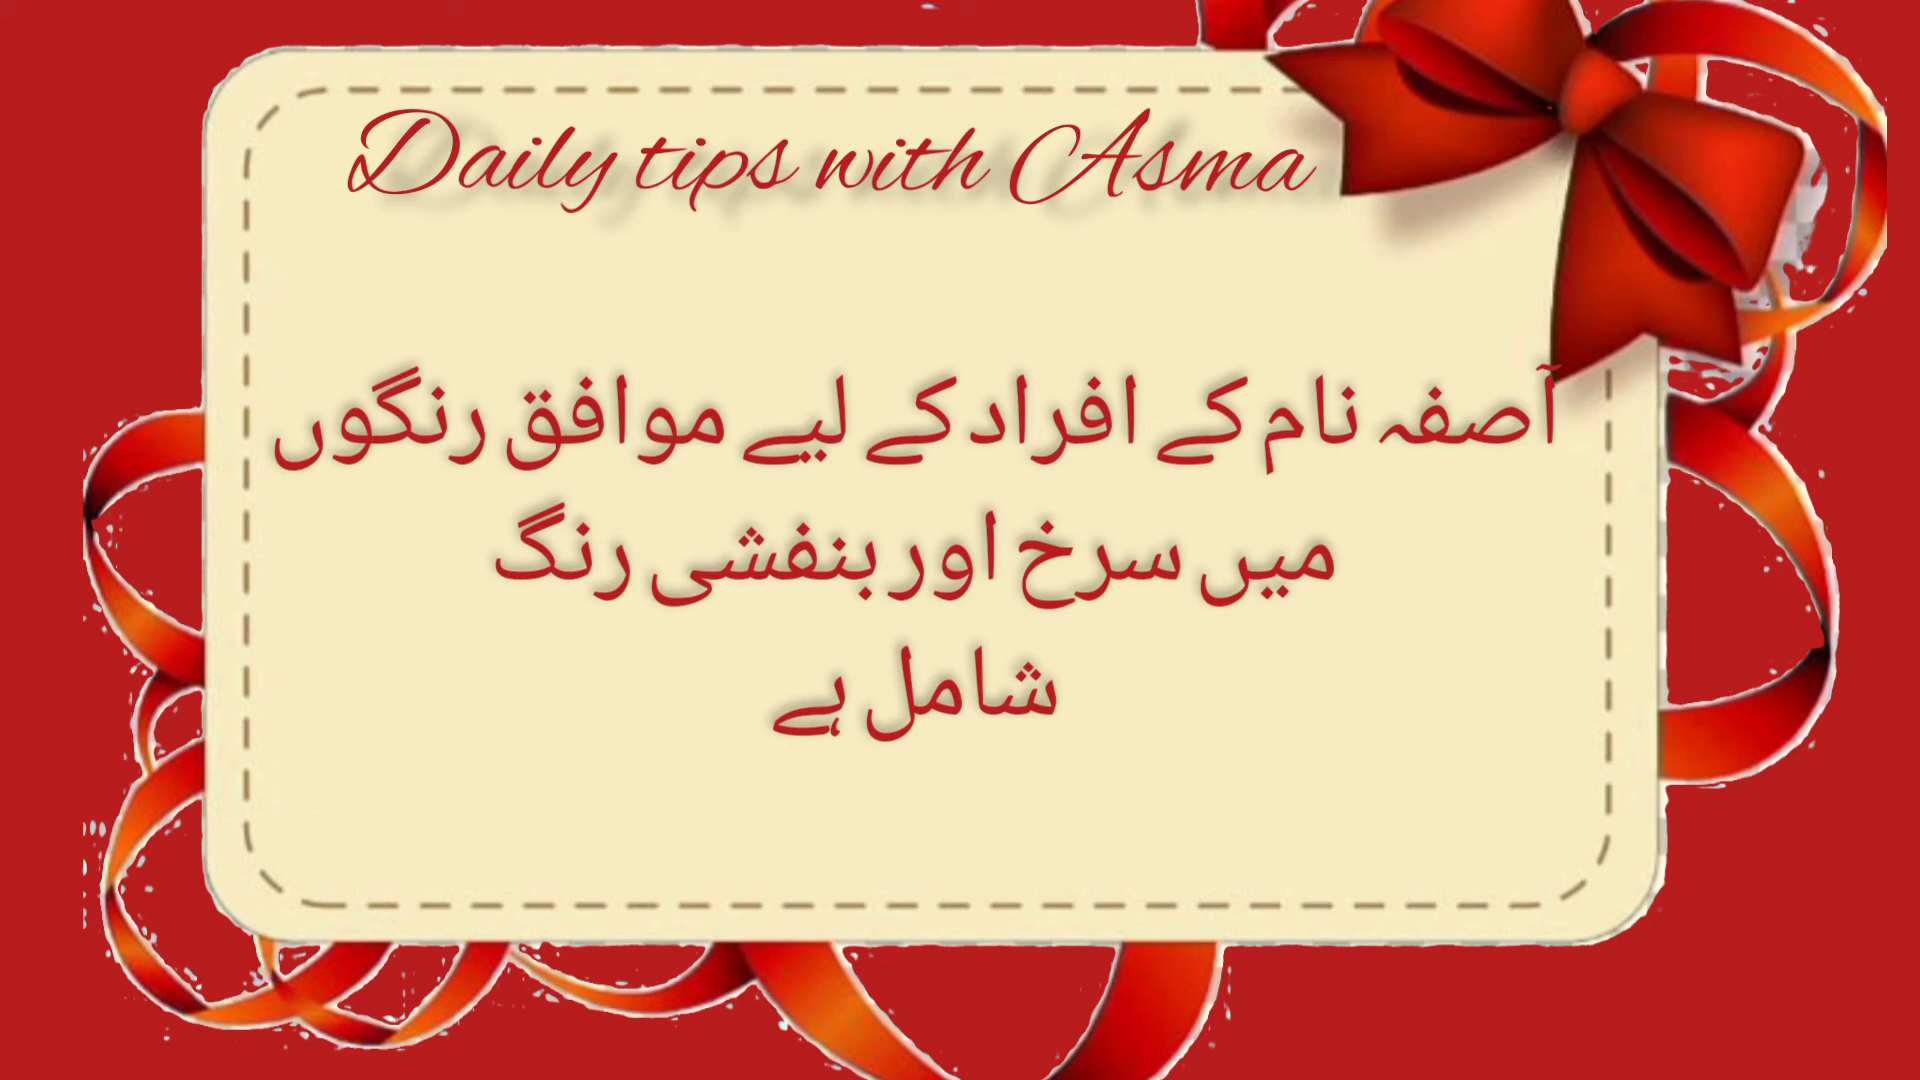 Daily tips with Asma
آصفہ نام کے افراد کے لیے موافق رنگوں
میں سرخ اور بنفشی رنگ
شامل ہے